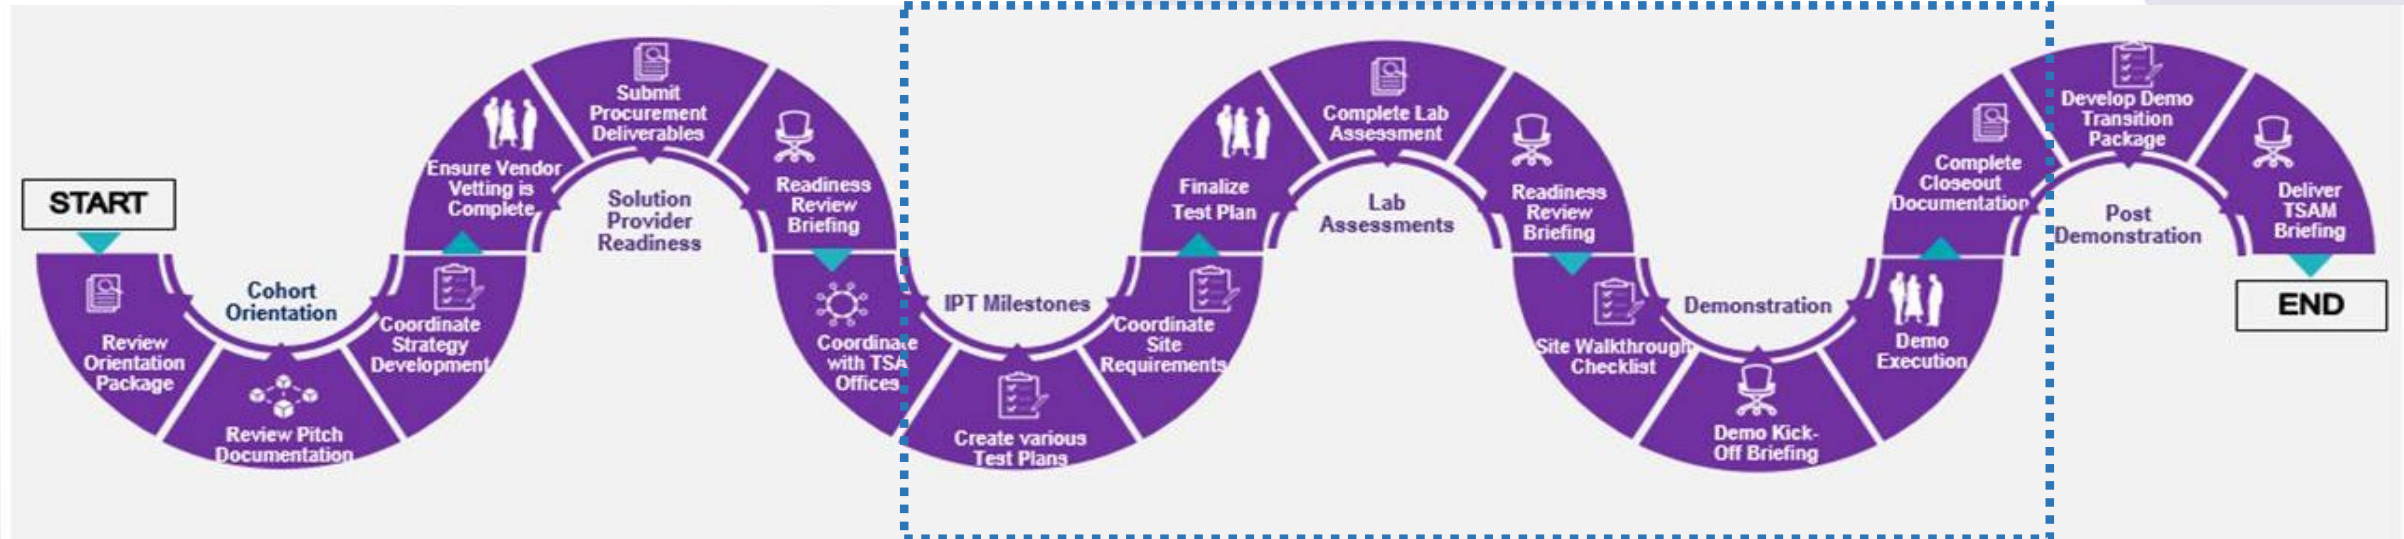 START
Review
Orientation
Package
Review Pitch
Documentation
Coordinate
Strategy
Development
Cohort
Orientation
Ensure Vendor
Vetting is
Complete
Submit
Procurement
Deliverables
Readiness
Review
Briefing
Solution
Provider
Readiness
Coordinate
with TSA
Offices
Create various
Test Plans
Coordinate
Site
Requirements
IPT Milestones
Finalize
Test Plan
Complete Lab
Assessment
Readiness
Review
Briefing
Lab
Assessments
Site Walkthrough
Checklist
Demo Kick-
Off Briefing
Demo
Execution
Demonstration
Complete
Closeout
Documentation
Develop Demo
Transition
Package
Deliver
TSAM
Briefing
Post
Demonstration
END